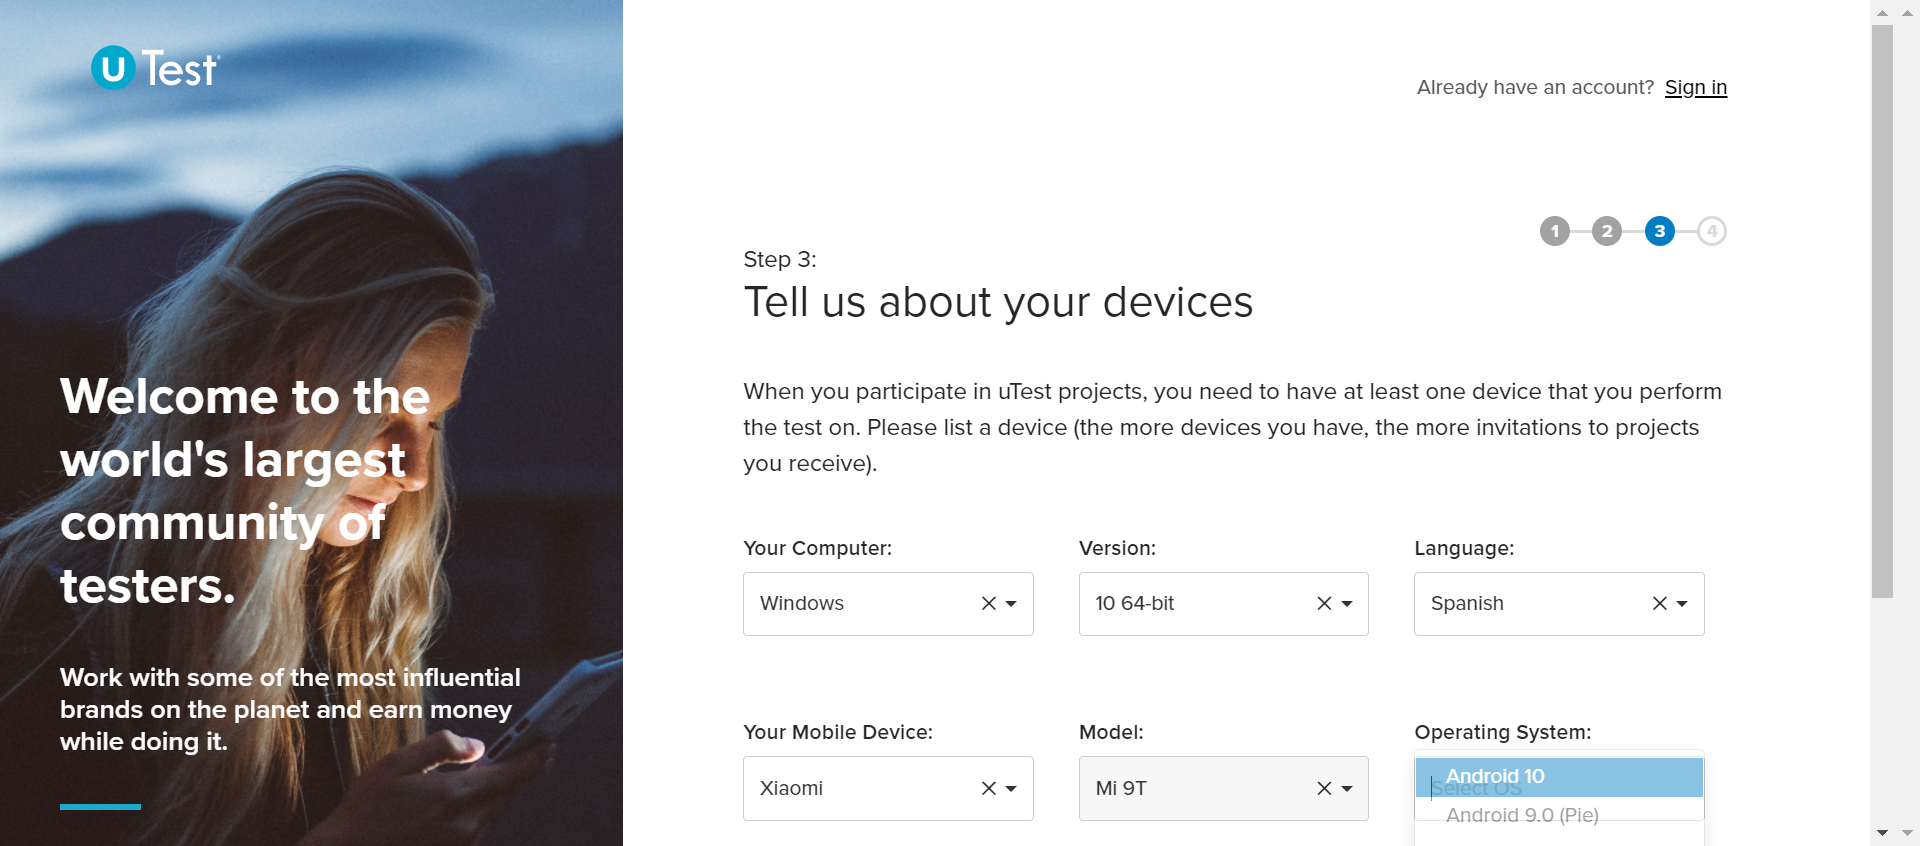 u Test
Already have an account? Sign in
1 2 3 4
Step 3:
Tell us about your devices
Welcome to the
world's largest
community of
testers.
Work with some of the most influential
brands on the planet and earn money
while doing it.
When you participate in uTest projects, you need to have at least one device that you perform
the test on. Please list a device (the more devices you have, the more invitations to projects
you receive).
Your Computer: Version: Language:
Windows 10 64-bit Spanish
Your Mobile Device: Model: Operating System:
Xiaomi Mi 9T Select OS
Android 10
Android 9.0 (Pie)